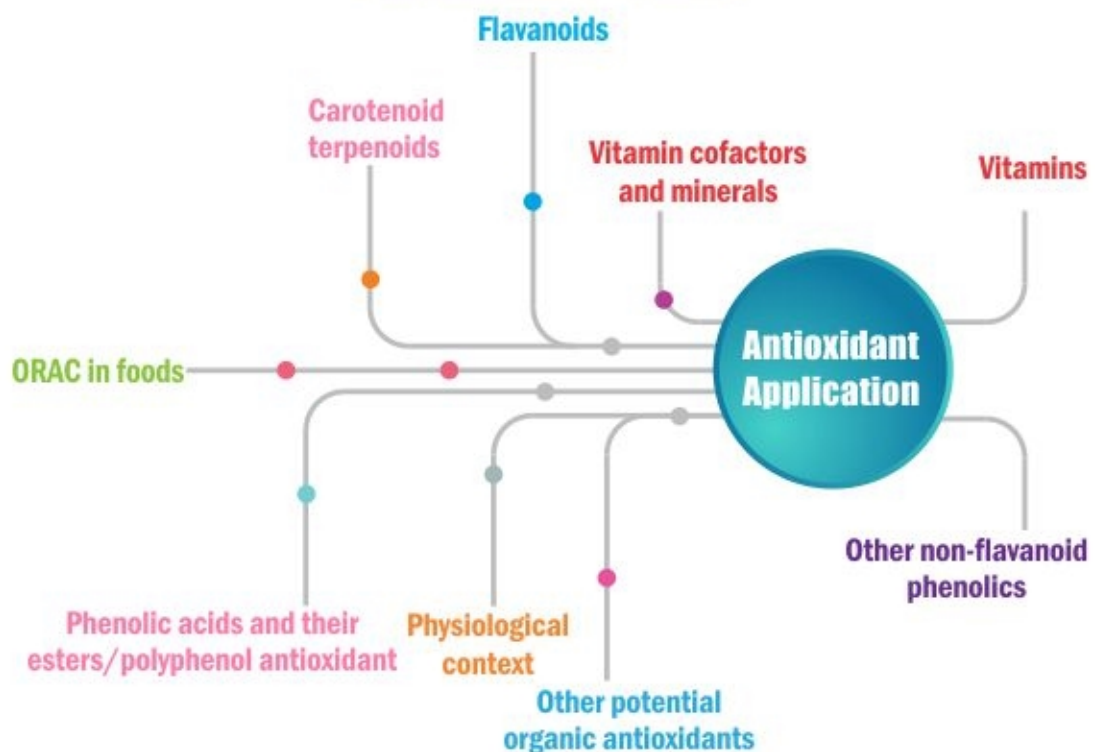 Flavanoids
Carotenoid
terpenoids
Vitamin cofactors
and minerals
Vitamins
ORAC in foods
Antioxidant
Application
Other non-flavanoid
phenolics
Phenolic acids and their
esters/polyphenol antioxidant
Physiological
context
Other potential
organic antioxidants